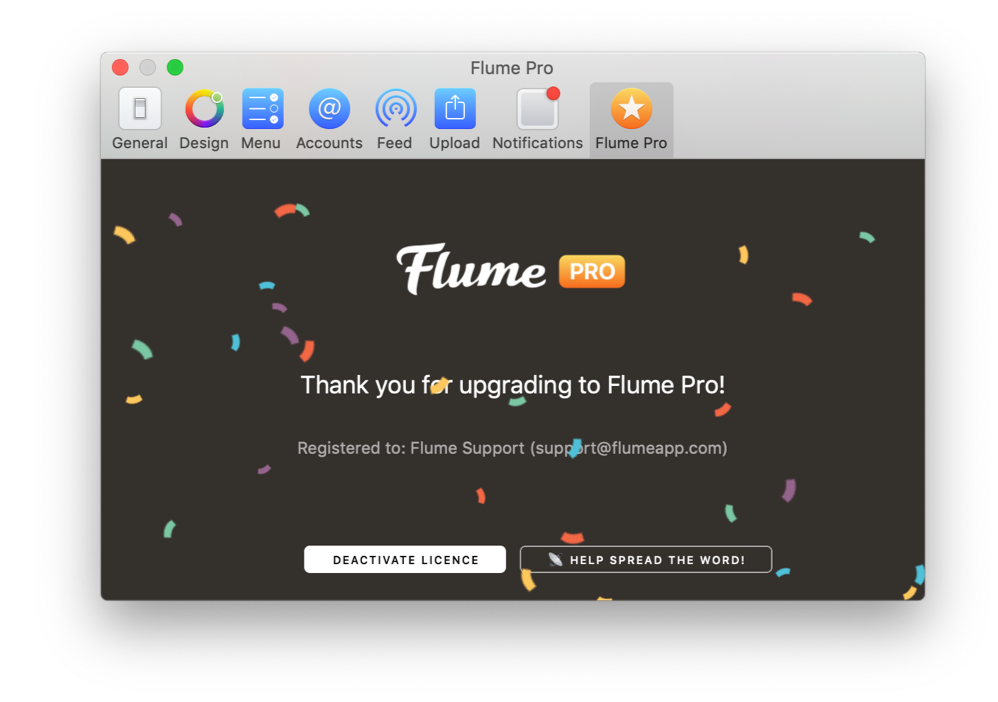 Flume Pro
General Design Menu Accounts Feed Upload Notifications Flume Pro
Flume PRO
Thank you for upgrading to Flume Pro!
Registered to: Flume Support (support@flumeapp.com)
DEACTIVATE LICENCE
HELP SPREAD THE WORD!